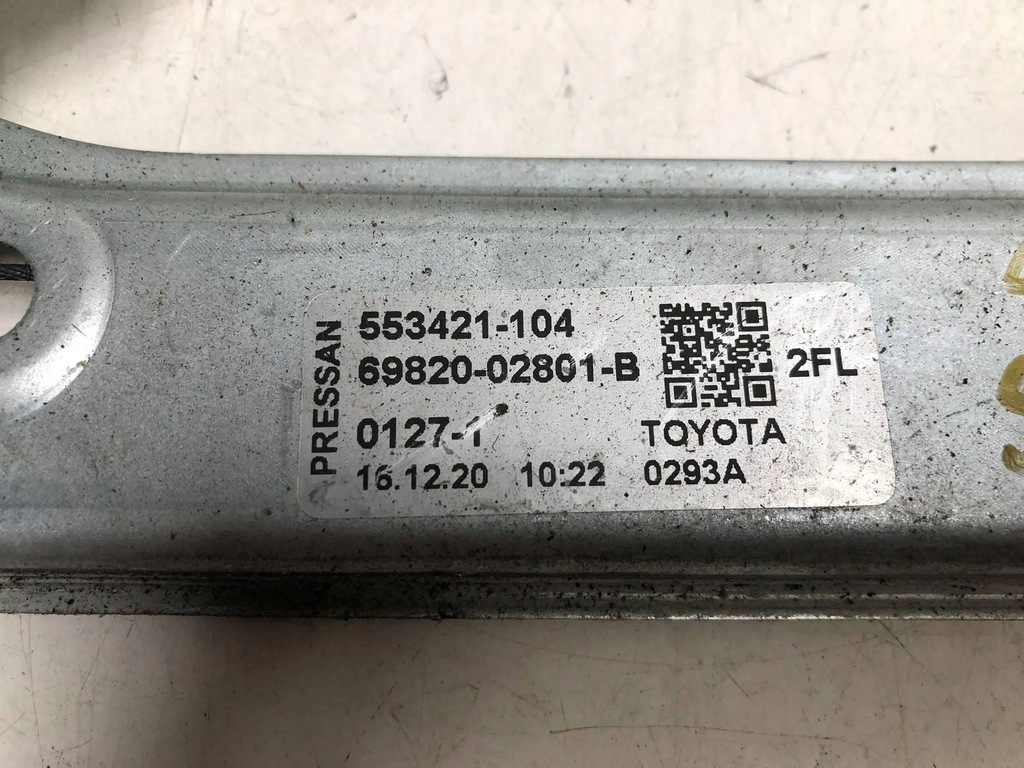 PRESSAN
553421-104
69820-02801-B
2FL
0127-1
TOYOTA
16.12.20 10:22 0293A